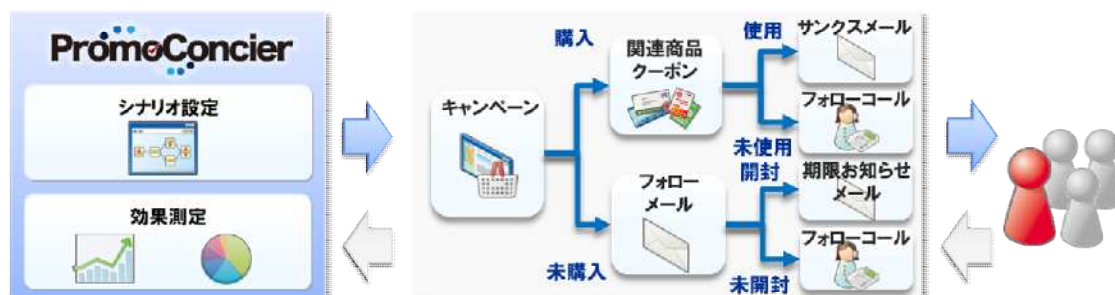 PromoConcier
シナリオ設定
効果測定
キャンペーン
購入
関連商品
クーポン
使用
サンクスメール
未使用
フォローコール
未購入
フォロー
メール
開封
期限お知らせ
メール
未開封
フォローコール